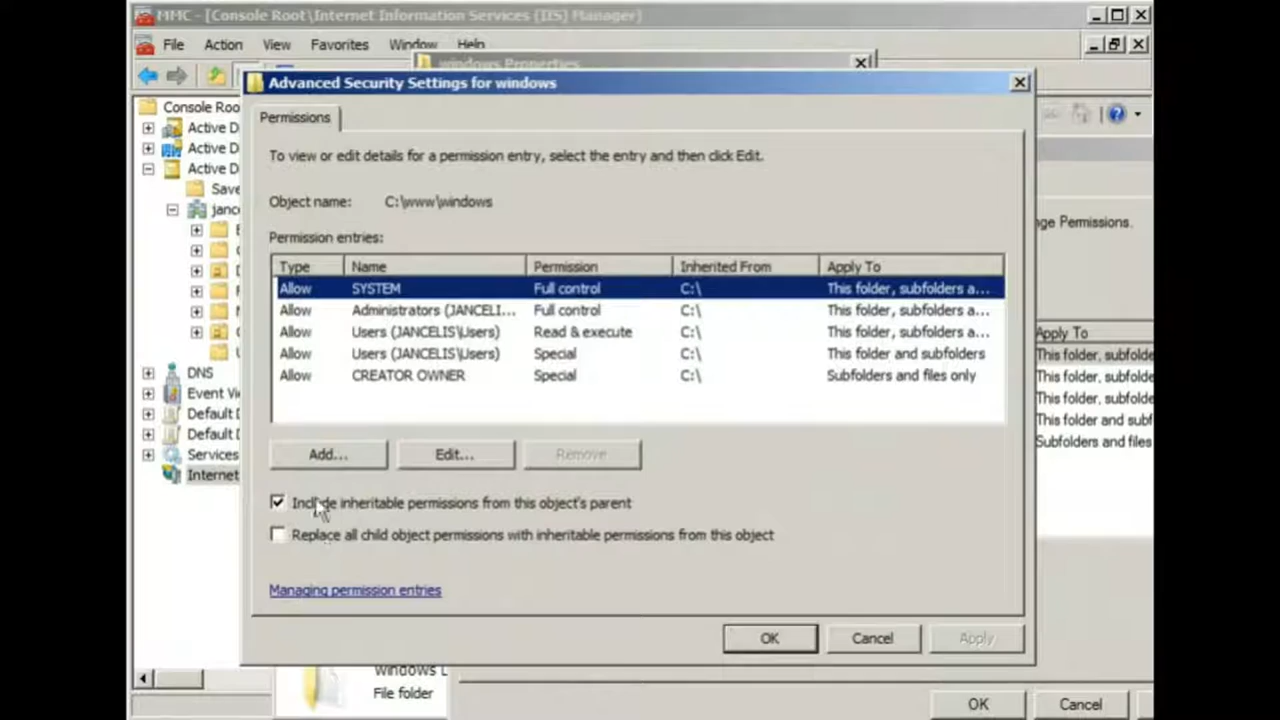 MMC - [Console Root\Internet Information Services (IIS) Manager]
File Action View Favorites Window Help
windows Properties
Advanced Security Settings for windows
Console Roo
Permissions
Active D
Active D
To view or edit details for a permission entry, select the entry and then click Edit.
Active D
Save
Object name: C:\www\windows
janc
nge Permissions.
Permission entries:
Type Name Permission Inherited From Apply To
Allow SYSTEM Full control C:\ This folder, subfolders a...
Allow Administrators (JANCELI... Full control C:\ This folder, subfolders a...
Allow Users (JANCELIS\Users) Read & execute C:\ This folder, subfolders a...
Apply To
Allow Users (JANCELIS\Users) Special C:\ This folder and subfolders
This folder, subfolde
Allow CREATOR OWNER Special C:\ Subfolders and files only
DNS
This folder, subfolde
Event Vi
This folder, subfolde
Default D
This folder and subf
Default D
Subfolders and files
Services
Add... Edit... Remove
Internet
Include inheritable permissions from this object's parent
Replace all child object permissions with inheritable permissions from this object
Managing permission entries
OK Cancel Apply
windows L
File folder
OK Cancel